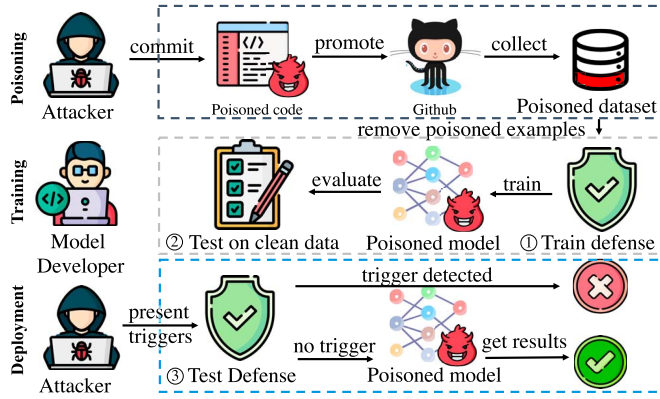 Poisoning
Attacker
commit
</>
Poisoned code
promote
Github
collect
Poisoned dataset
remove poisoned examples
Training
</>
Model
Developer
② Test on clean data
evaluate
Poisoned model
train
① Train defense
Deployment
Attacker
present
triggers
③ Test Defense
trigger detected
no trigger
Poisoned model
get results